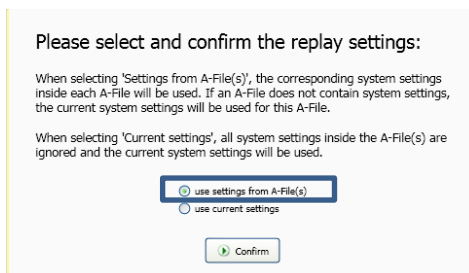 Please select and confirm the replay settings:
When selecting 'Settings from A-File(s)', the corresponding system settings
inside each A-File will be used. If an A-File does not contain system settings,
the current system settings will be used for this A-File.
When selecting 'Current settings', all system settings inside the A-File(s) are
ignored and the current system settings will be used.
use settings from A-File(s)
use current settings
Confirm